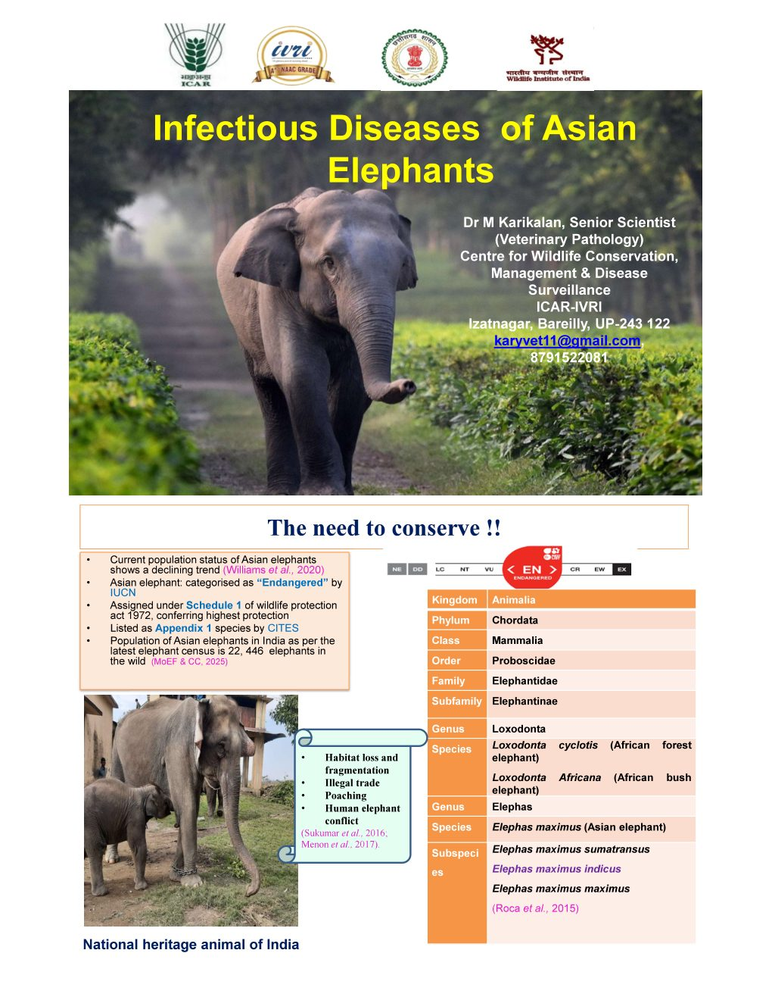 भाकृअनुप
ICAR
ivri
A+ NAAC GRADE
छत्तीसगढ़ शासन
भारतीय वन्यजीव संस्थान
Wildlife Institute of India
Infectious Diseases of Asian
Elephants
Dr M Karikalan, Senior Scientist
(Veterinary Pathology)
Centre for Wildlife Conservation,
Management & Disease
Surveillance
ICAR-IVRI
Izatnagar, Bareilly, UP-243 122
karyvet11@gmail.com,
8791522081
The need to conserve !!
• Current population status of Asian elephants
shows a declining trend (Williams et al., 2020)
• Asian elephant: categorised as “Endangered” by
IUCN
• Assigned under Schedule 1 of wildlife protection
act 1972, conferring highest protection
• Listed as Appendix 1 species by CITES
• Population of Asian elephants in India as per the
latest elephant census is 22, 446 elephants in
the wild (MoEF & CC, 2025)
NE DD LC NT VU < EN > CR EW EX
ENDANGERED
Kingdom Animalia
Phylum Chordata
Class Mammalia
Order Proboscidae
Family Elephantidae
Subfamily Elephantinae
Genus Loxodonta
Species Loxodonta cyclotis (African forest
elephant)
Loxodonta Africana (African bush
elephant)
Genus Elephas
Species Elephas maximus (Asian elephant)
Subspeci
es
Elephas maximus sumatransus
Elephas maximus indicus
Elephas maximus maximus
(Roca et al., 2015)
• Habitat loss and
fragmentation
• Illegal trade
• Poaching
• Human elephant
conflict
(Sukumar et al., 2016;
Menon et al., 2017).
National heritage animal of India